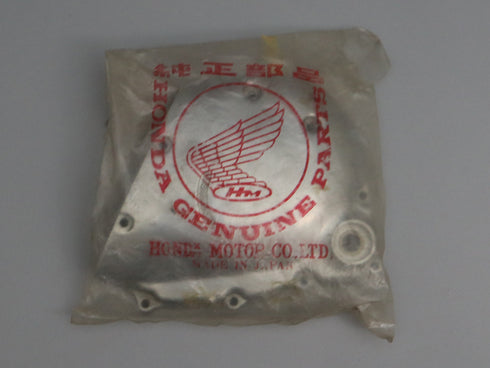 純正部品
HONDA GENUINE PARTS
HM
HONDA MOTOR CO.,LTD.
MADE IN JAPAN